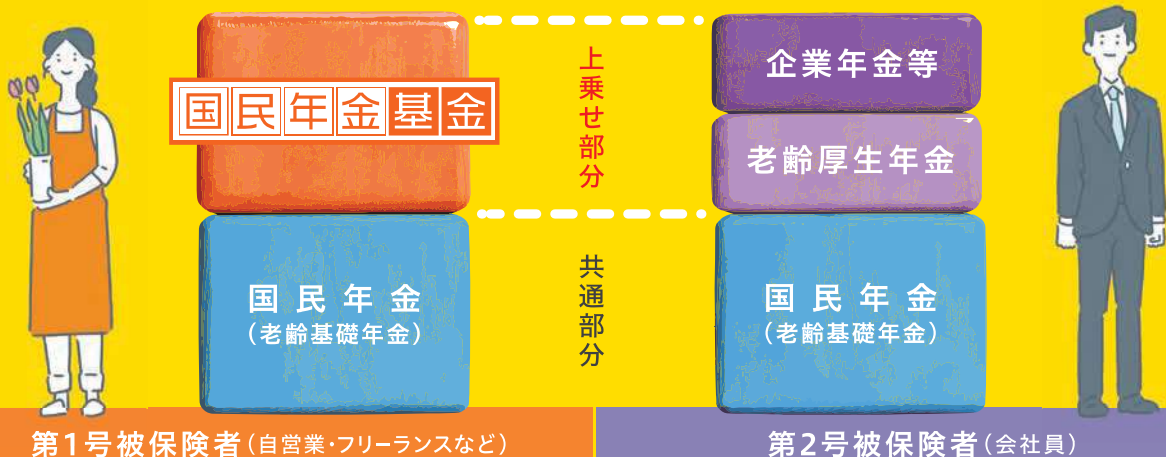 国民年金基金
国民年金
（老齢基礎年金）
上乗せ部分
共通部分
企業年金等
老齢厚生年金
国民年金
（老齢基礎年金）
第1号被保険者（自営業・フリーランスなど）
第2号被保険者（会社員）